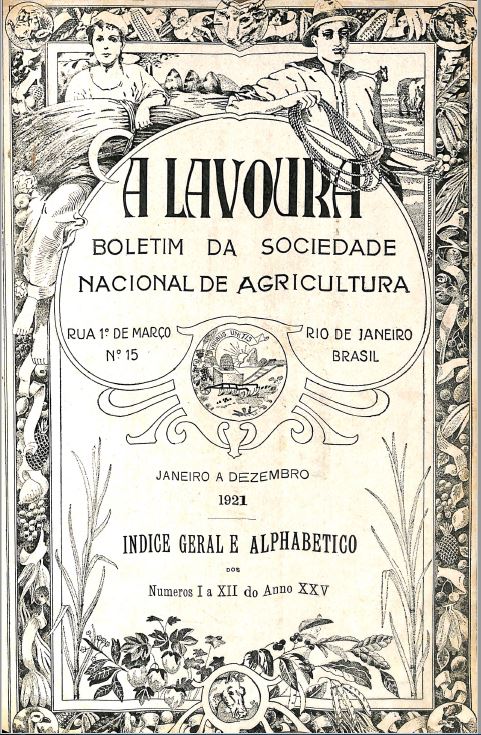 A LAVOURA
BOLETIM DA SOCIEDADE
NACIONAL DE AGRICULTURA
RUA 1º DE MARÇO
Nº 15
RIO DE JANEIRO
BRASIL
JANEIRO A DEZEMBRO
1921
INDICE GERAL E ALPHABETICO
DOS
Numeros I a XII do Anno XXV